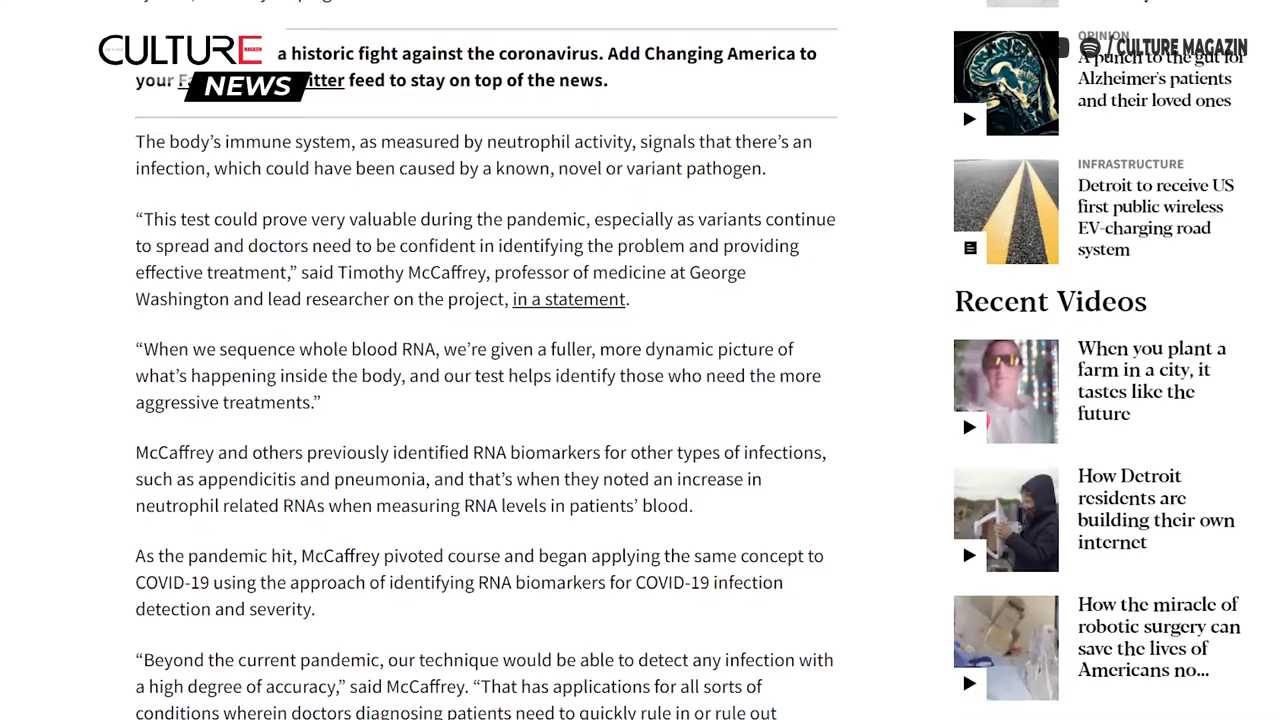 CULTURE
MAGAZIN
NEWS
a historic fight against the coronavirus. Add Changing America to
your itter feed to stay on top of the news.
The body’s immune system, as measured by neutrophil activity, signals that there’s an
infection, which could have been caused by a known, novel or variant pathogen.
“This test could prove very valuable during the pandemic, especially as variants continue
to spread and doctors need to be confident in identifying the problem and providing
effective treatment,” said Timothy McCaffrey, professor of medicine at George
Washington and lead researcher on the project, in a statement.
“When we sequence whole blood RNA, we’re given a fuller, more dynamic picture of
what’s happening inside the body, and our test helps identify those who need the more
aggressive treatments.”
McCaffrey and others previously identified RNA biomarkers for other types of infections,
such as appendicitis and pneumonia, and that’s when they noted an increase in
neutrophil related RNAs when measuring RNA levels in patients’ blood.
As the pandemic hit, McCaffrey pivoted course and began applying the same concept to
COVID-19 using the approach of identifying RNA biomarkers for COVID-19 infection
detection and severity.
“Beyond the current pandemic, our technique would be able to detect any infection with
a high degree of accuracy,” said McCaffrey. “That has applications for all sorts of
conditions wherein doctors diagnosing patients need to quickly rule in or rule out
OPINION
/ CULTURE MAGAZIN
A punch to the gut for
Alzheimer’s patients
and their loved ones
INFRASTRUCTURE
Detroit to receive US
first public wireless
EV-charging road
system
Recent Videos
When you plant a
farm in a city, it
tastes like the
future
How Detroit
residents are
building their own
internet
How the miracle of
robotic surgery can
save the lives of
Americans no...